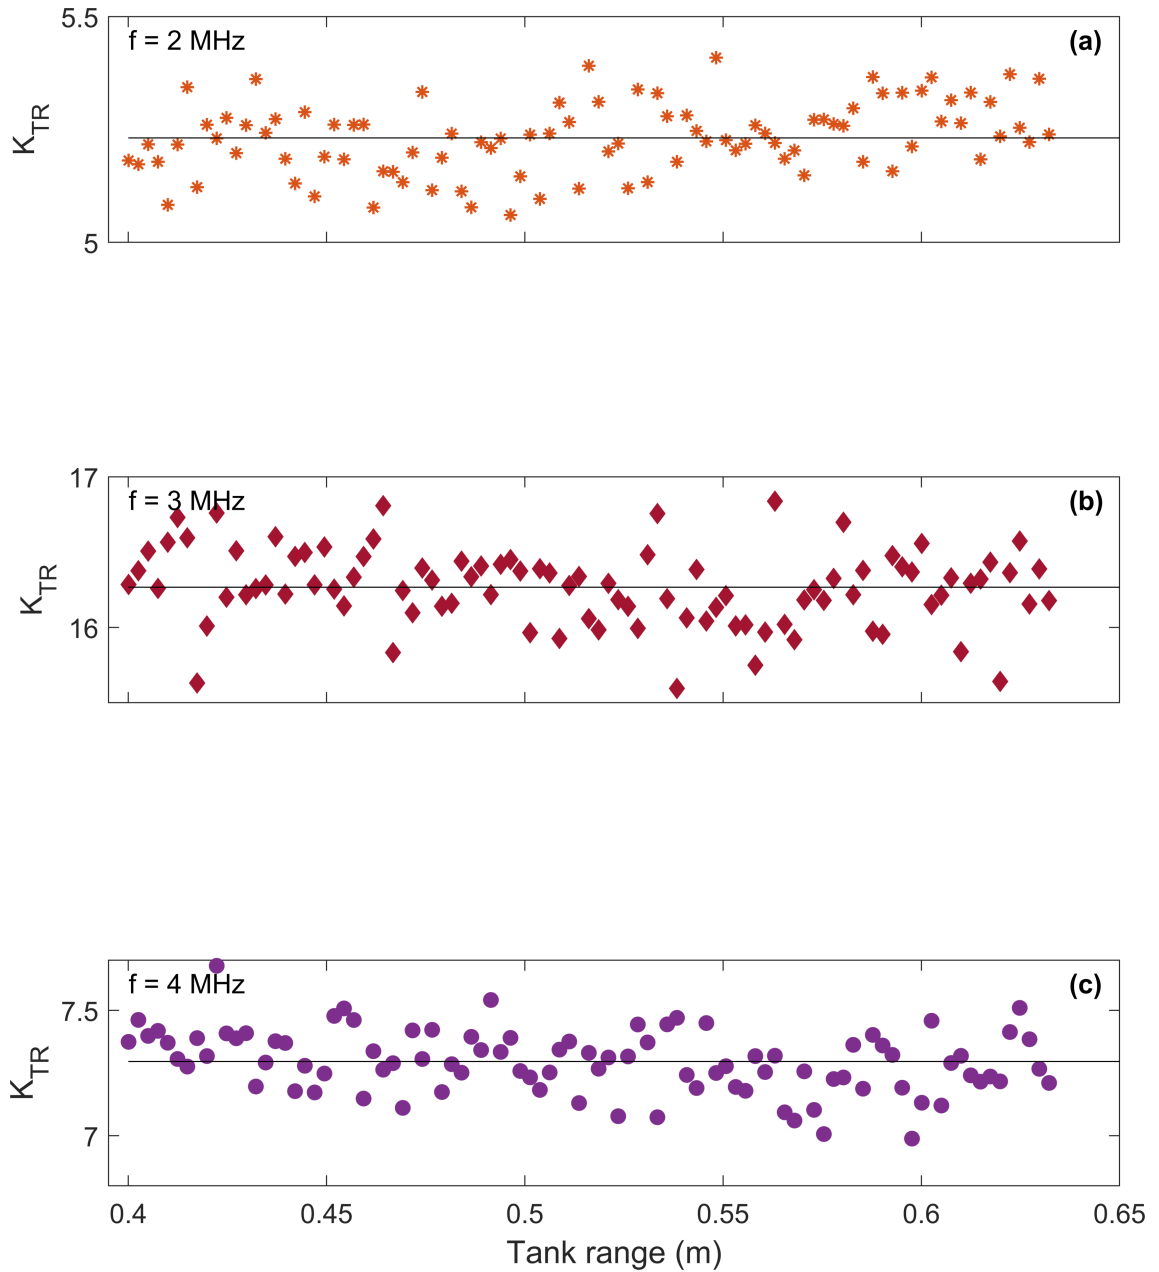 5.5
f = 2 MHz
(a)
K_TR
5
17
f = 3 MHz
(b)
K_TR
16
f = 4 MHz
(c)
7.5
K_TR
7
0.4 0.45 0.5 0.55 0.6 0.65
Tank range (m)